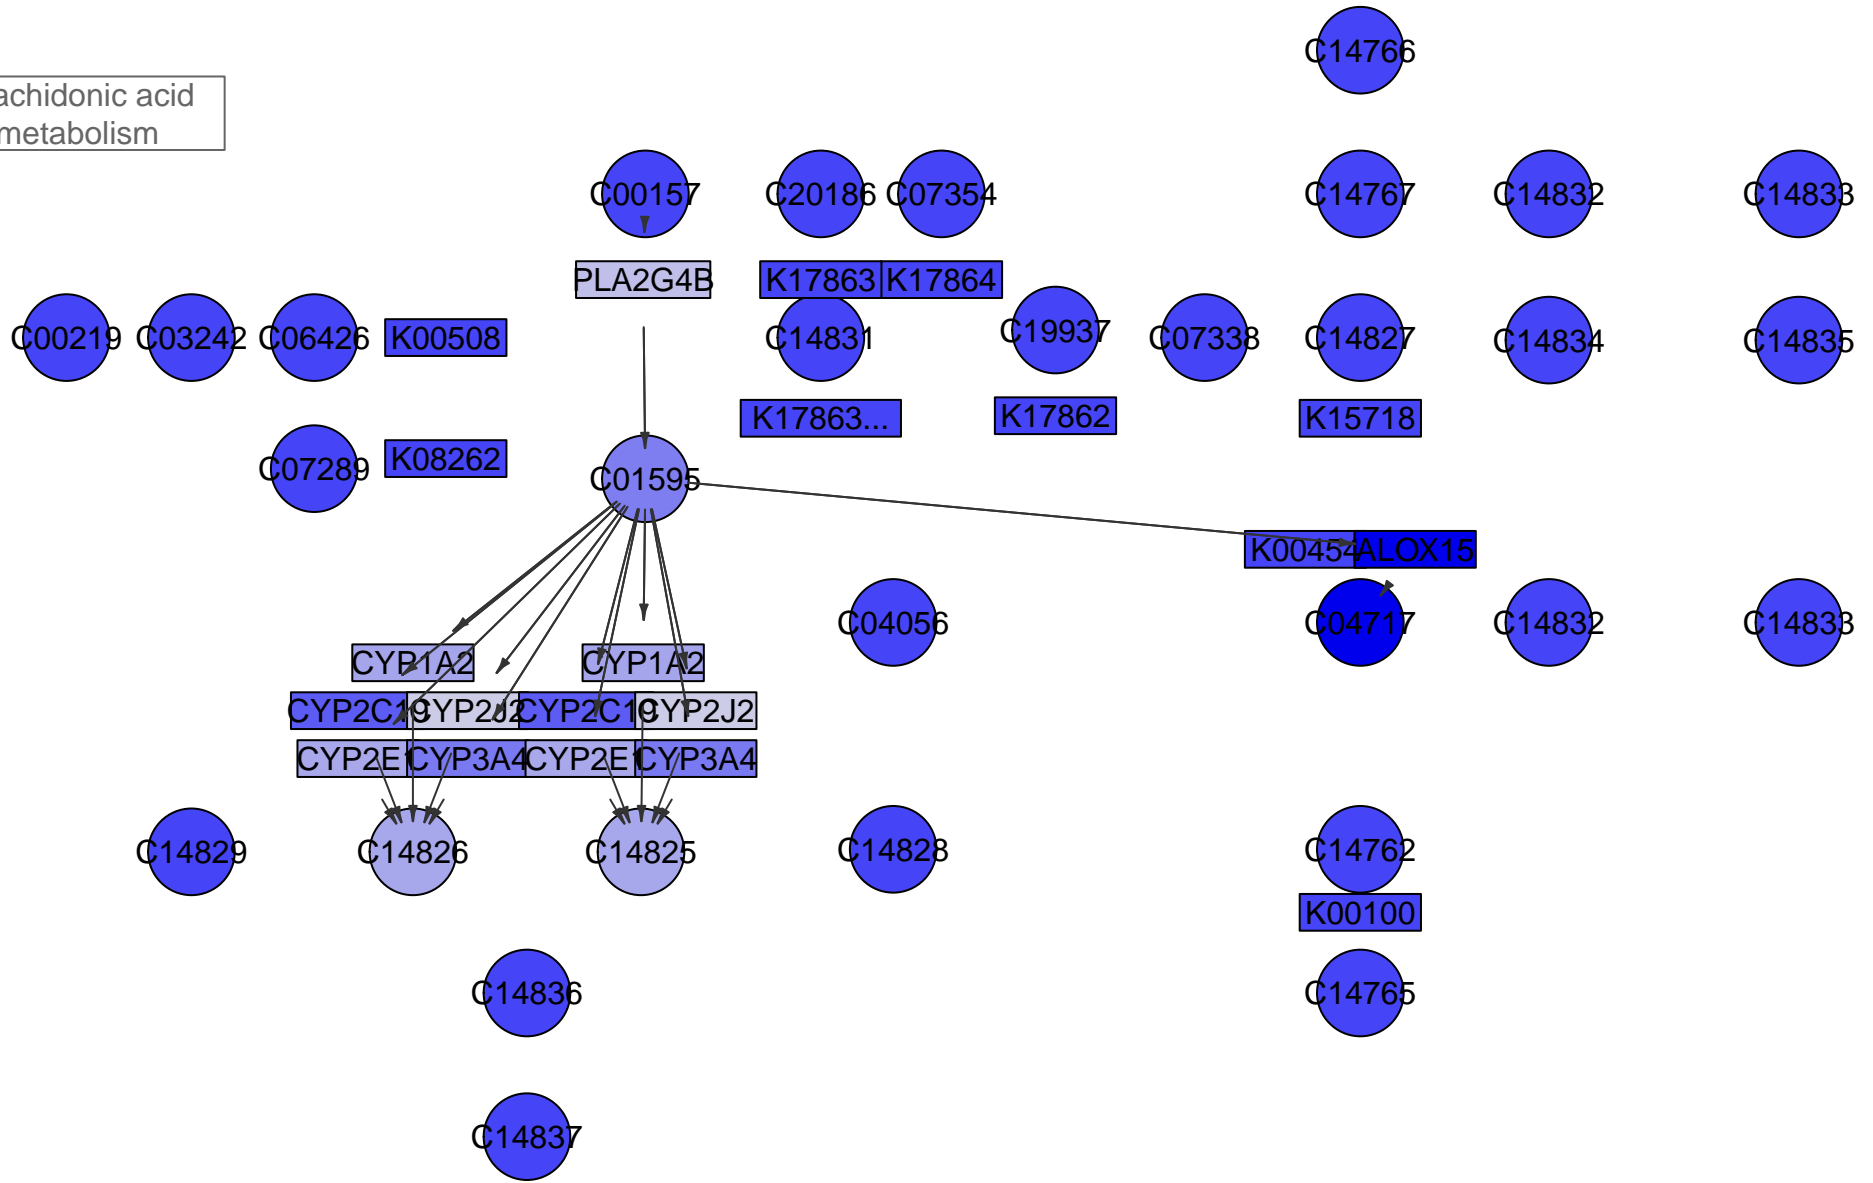 C14766
achidonic acid
metabolism
C00157
C20186
C07354
C14767
C14832
C14833
PLA2G4B
K17863
K17864
C00219
C03242
C06426
K00508
C14831
C19937
C07338
C14827
C14834
C14835
K17863...
K17862
K15718
C07289
K08262
C01595
K00454
ALOX15
C04056
C04717
C14832
C14833
CYP1A2
CYP1A2
CYP2C19
CYP2J2
CYP2C19
CYP2J2
CYP2E1
CYP3A4
CYP2E1
CYP3A4
C14829
C14826
C14825
C14828
C14762
K00100
C14836
C14765
C14837